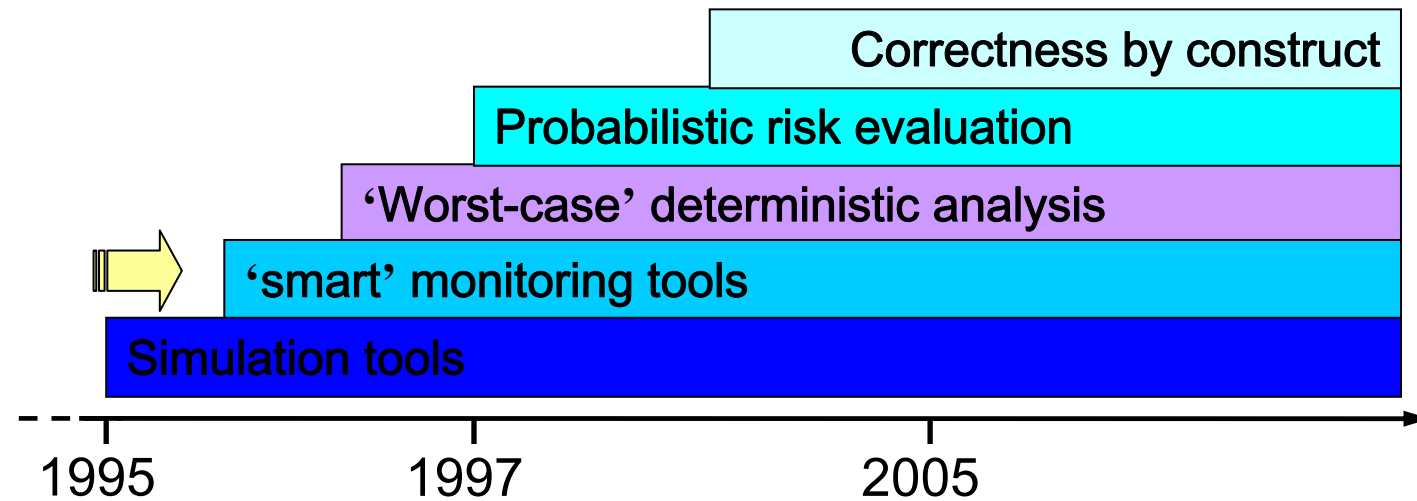 Correctness by construct
Probabilistic risk evaluation
‘Worst-case’ deterministic analysis
‘smart’ monitoring tools
Simulation tools
1995 1997 2005